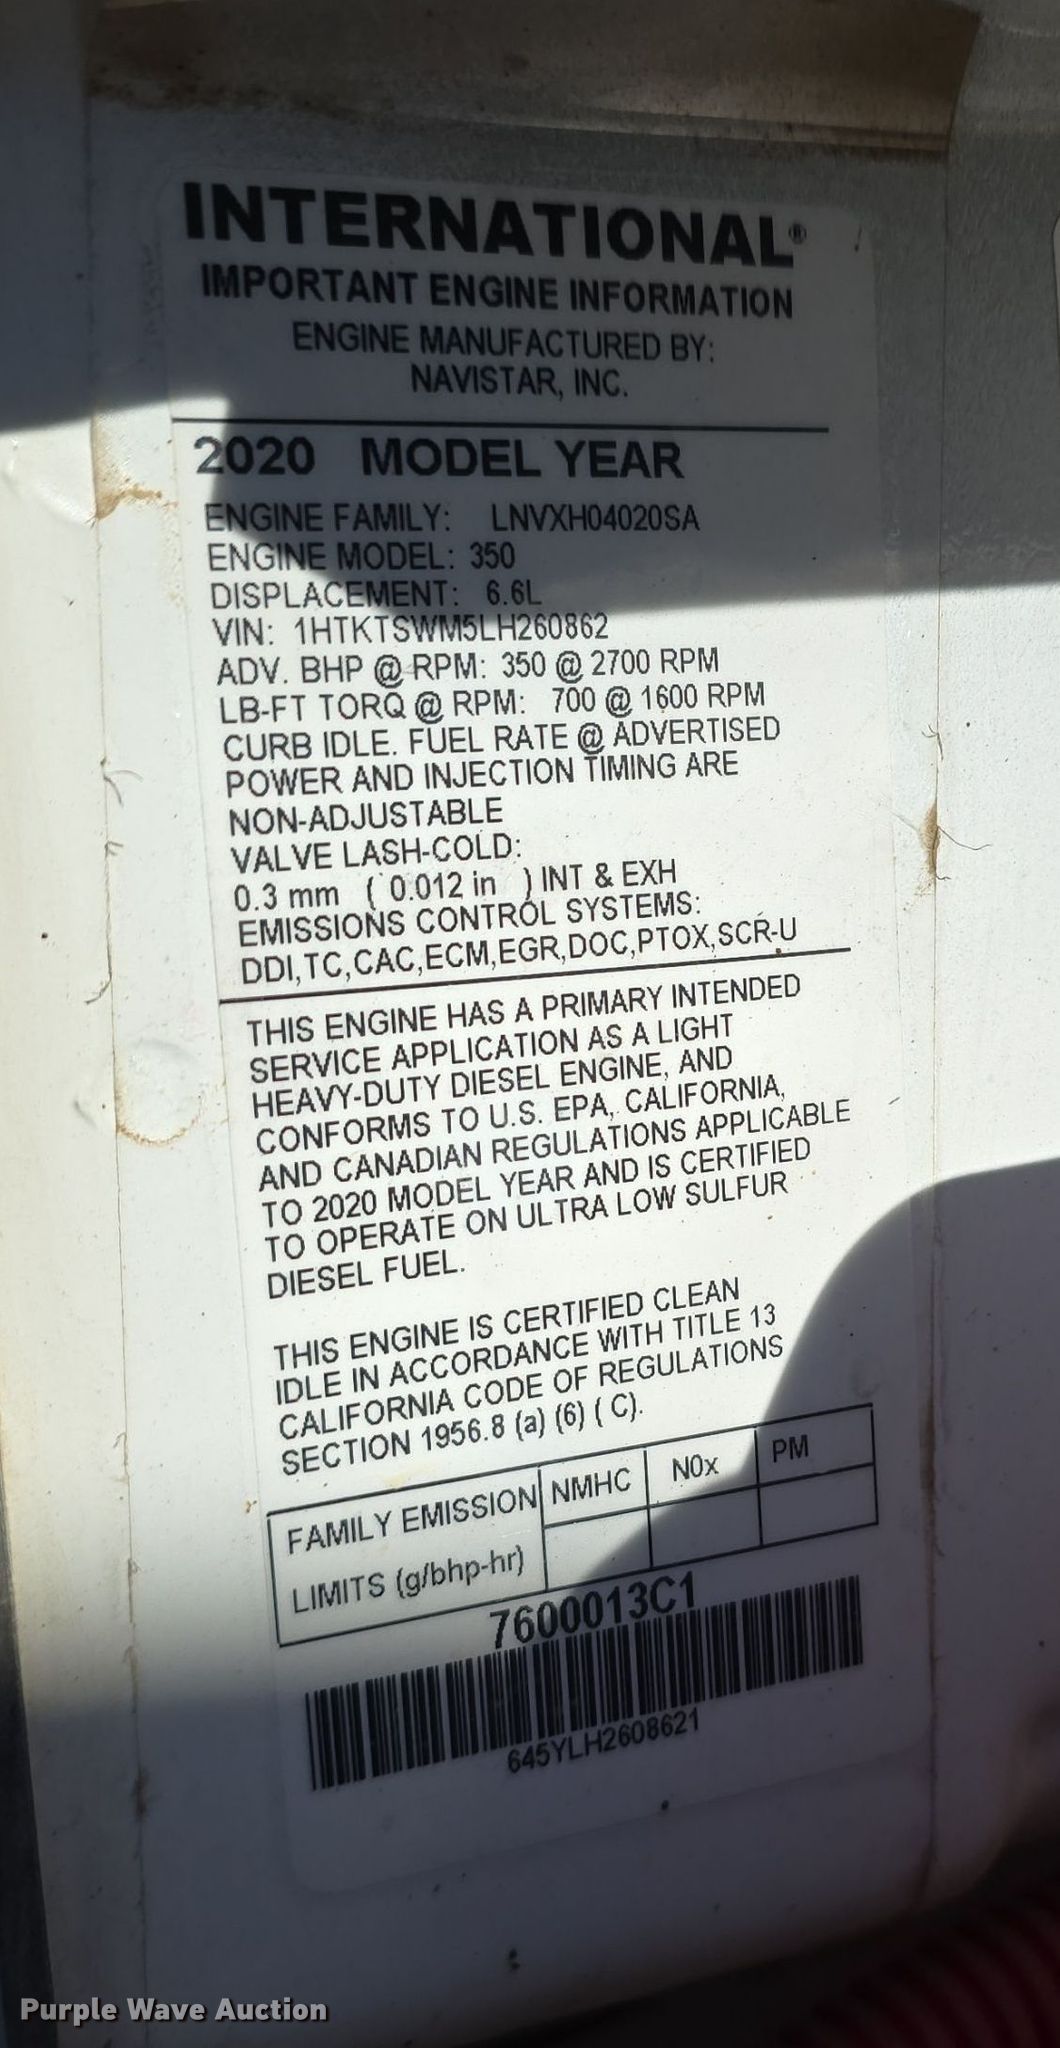 INTERNATIONAL®
IMPORTANT ENGINE INFORMATION
ENGINE MANUFACTURED BY:
NAVISTAR, INC.
2020 MODEL YEAR
ENGINE FAMILY: LNVXH04020SA
ENGINE MODEL: 350
DISPLACEMENT: 6.6L
VIN: 1HTKTSWM5LH260862
ADV. BHP @ RPM: 350 @ 2700 RPM
LB-FT TORQ @ RPM: 700 @ 1600 RPM
CURB IDLE. FUEL RATE @ ADVERTISED
POWER AND INJECTION TIMING ARE
NON-ADJUSTABLE
VALVE LASH-COLD:
0.3 mm ( 0.012 in ) INT & EXH
EMISSIONS CONTROL SYSTEMS:
DDI,TC,CAC,ECM,EGR,DOC,PTOX,SCR-U
THIS ENGINE HAS A PRIMARY INTENDED
SERVICE APPLICATION AS A LIGHT
HEAVY-DUTY DIESEL ENGINE, AND
CONFORMS TO U.S. EPA, CALIFORNIA,
AND CANADIAN REGULATIONS APPLICABLE
TO 2020 MODEL YEAR AND IS CERTIFIED
TO OPERATE ON ULTRA LOW SULFUR
DIESEL FUEL.
THIS ENGINE IS CERTIFIED CLEAN
IDLE IN ACCORDANCE WITH TITLE 13
CALIFORNIA CODE OF REGULATIONS
SECTION 1956.8 (a) (6) ( C).
FAMILY EMISSION NMHC N0x PM
LIMITS (g/bhp-hr)
7600013C1
645YLH2608621
Purple Wave Auction